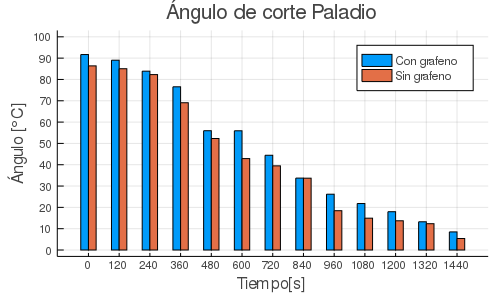 Ángulo de corte Paladio
Ángulo [°C]
100
90
80
70
60
50
40
30
20
10
0
Con grafeno
Sin grafeno
0 120 240 360 480 600 720 840 960 1080 1200 1320 1440
Tiempo[s]